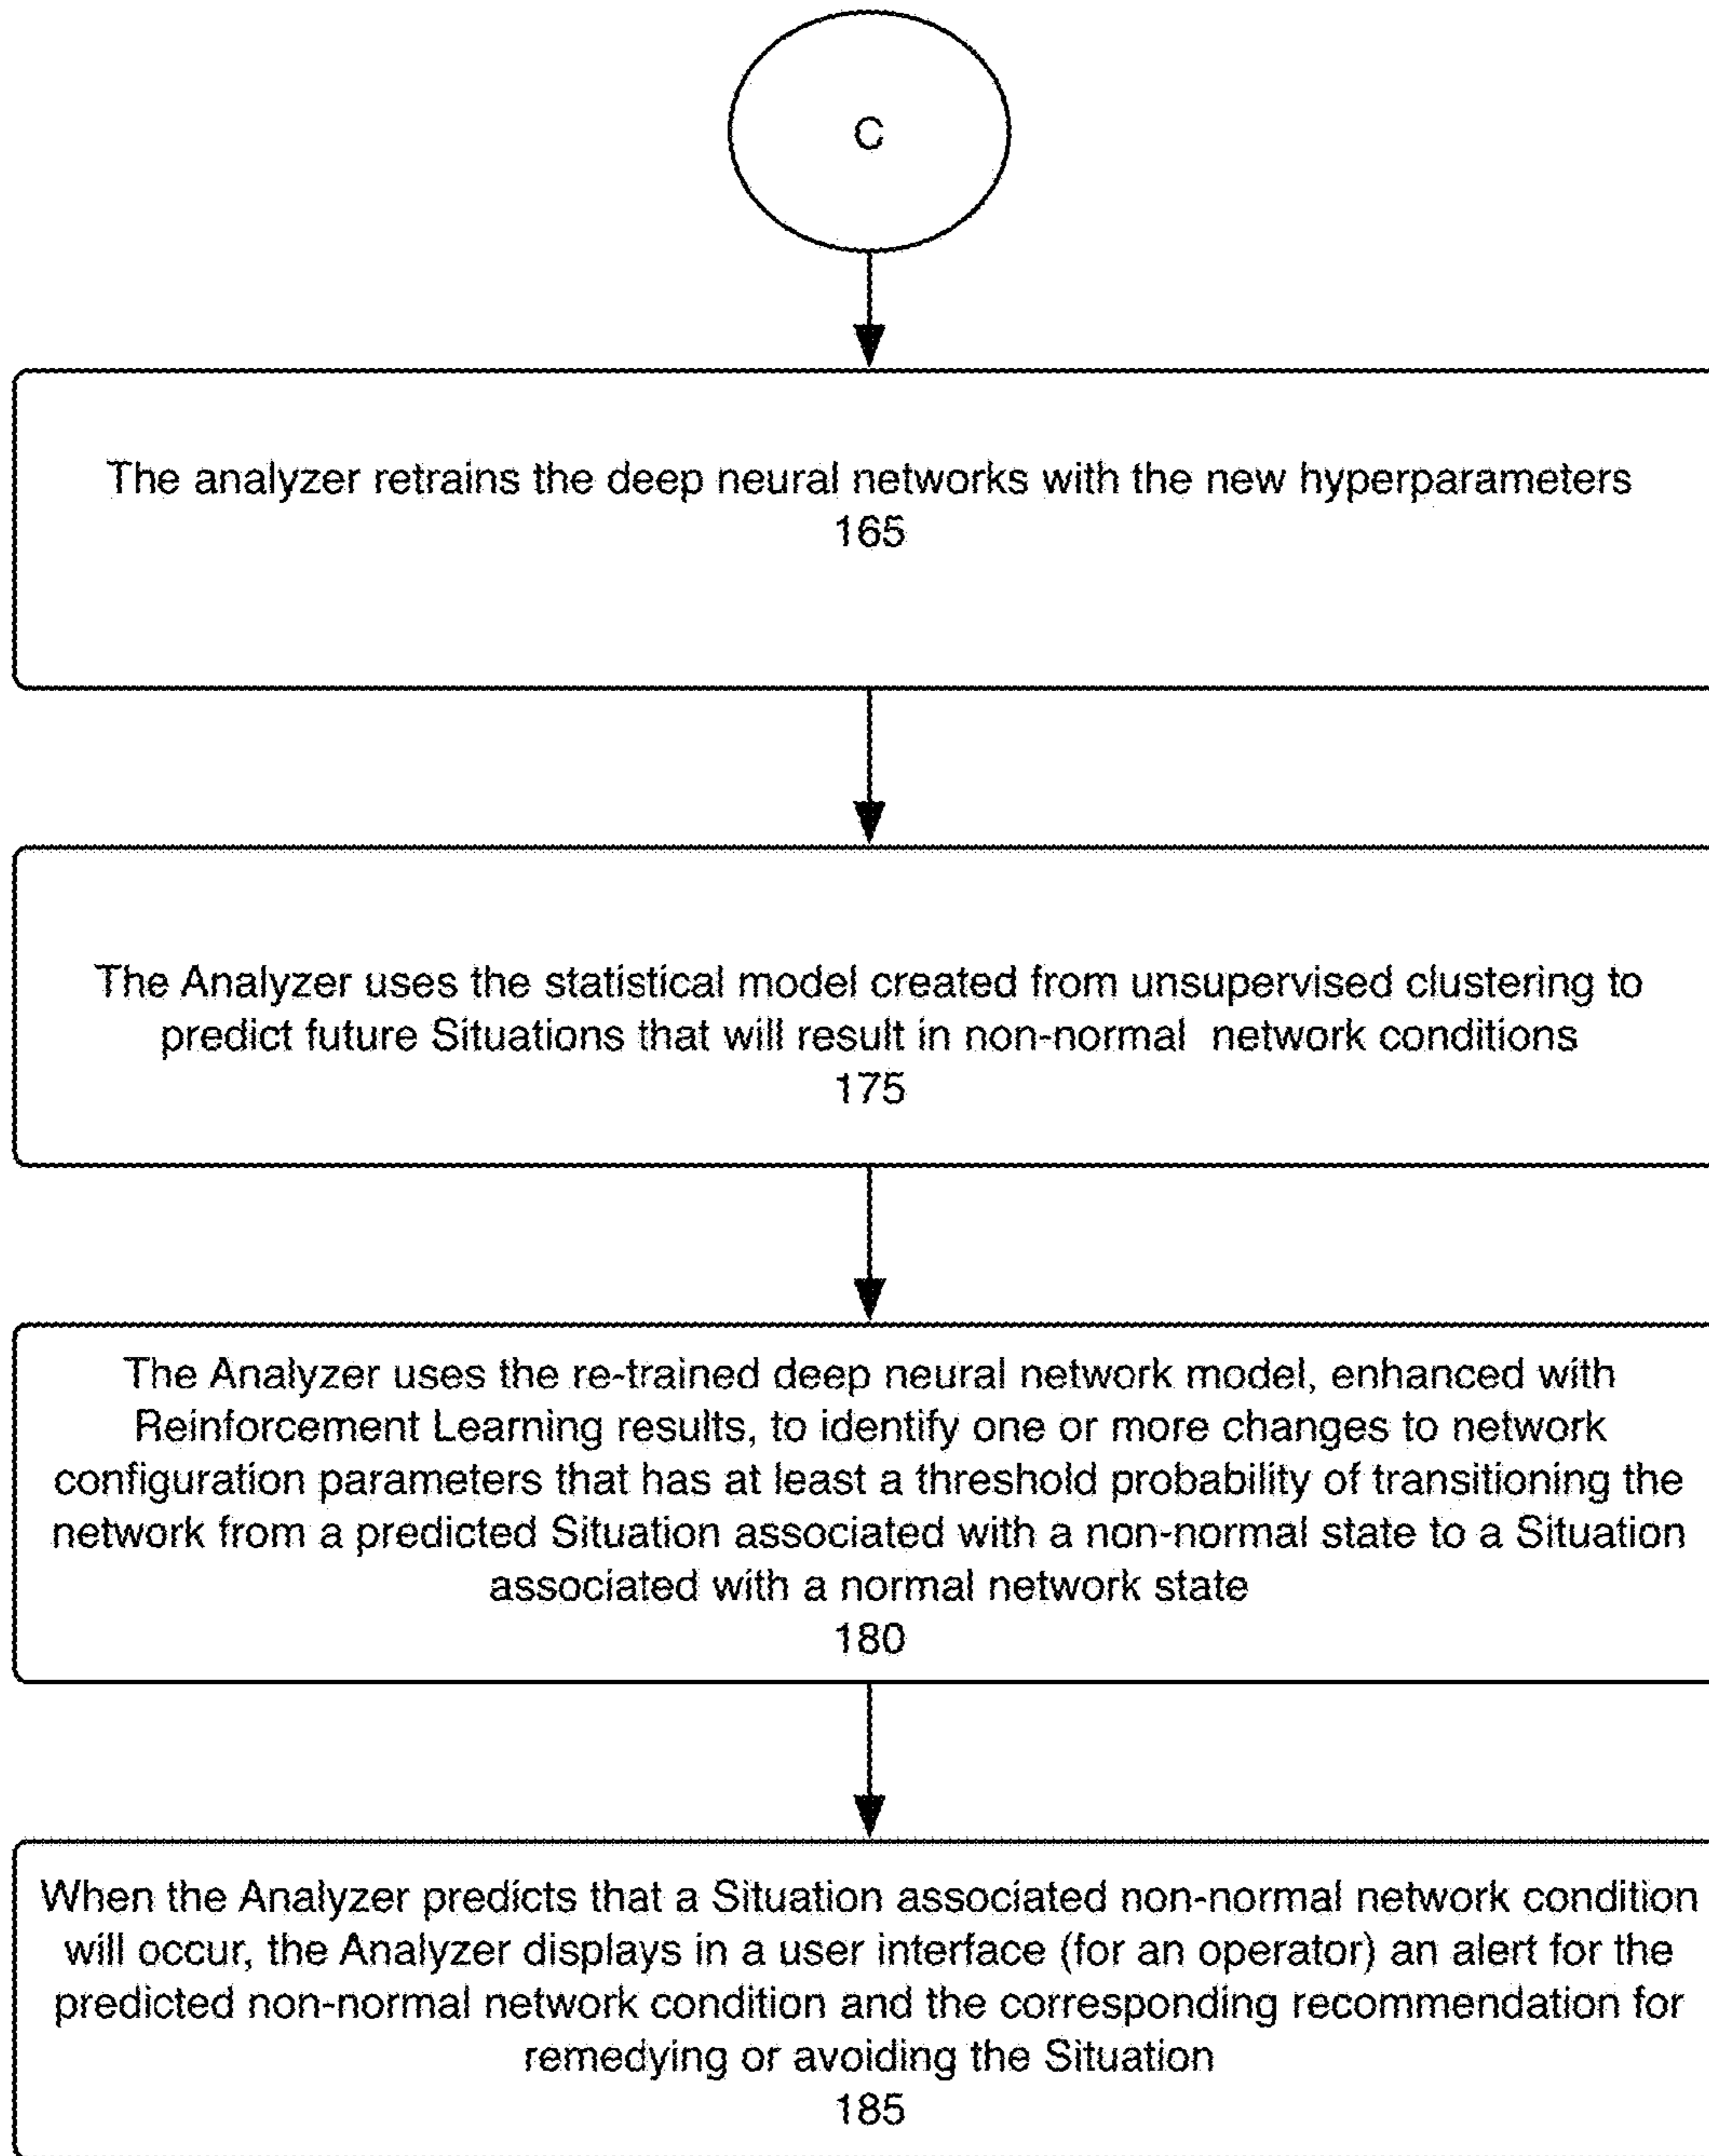 C
The analyzer retrains the deep neural networks with the new hyperparameters
165
The Analyzer uses the statistical model created from unsupervised clustering to
predict future Situations that will result in non-normal network conditions
175
The Analyzer uses the re-trained deep neural network model, enhanced with
Reinforcement Learning results, to identify one or more changes to network
configuration parameters that has at least a threshold probability of transitioning the
network from a predicted Situation associated with a non-normal state to a Situation
associated with a normal network state
180
When the Analyzer predicts that a Situation associated non-normal network condition
will occur, the Analyzer displays in a user interface (for an operator) an alert for the
predicted non-normal network condition and the corresponding recommendation for
remedying or avoiding the Situation
185